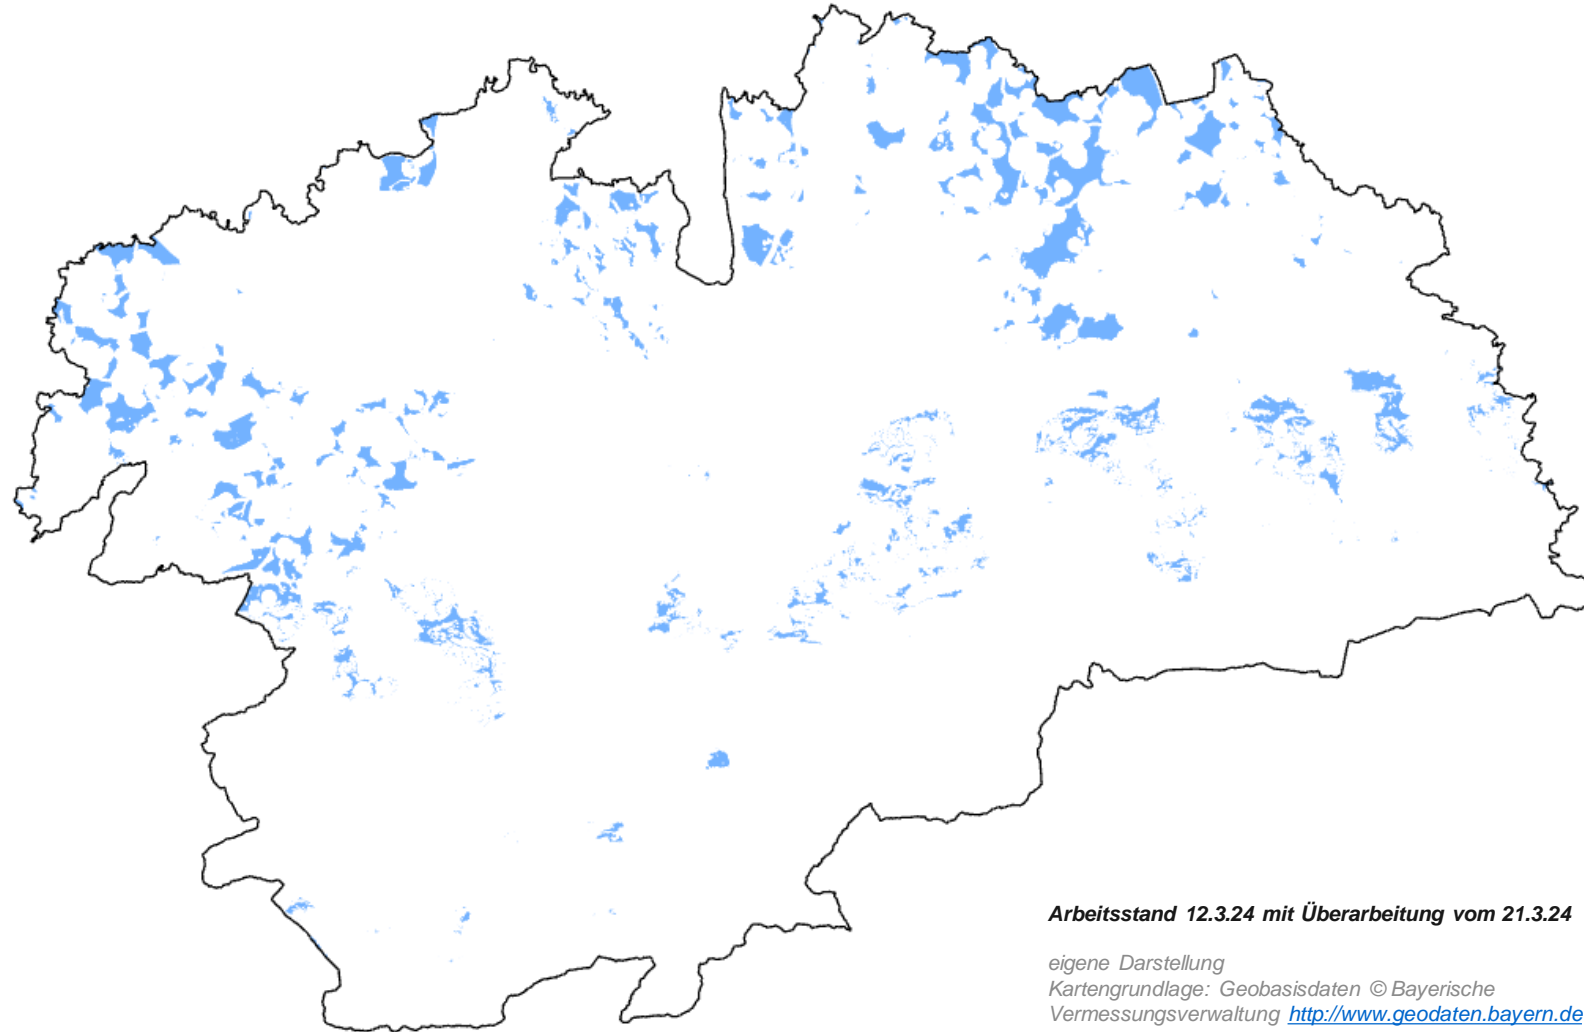 Arbeitsstand 12.3.24 mit Überarbeitung vom 21.3.24
eigene Darstellung
Kartengrundlage: Geobasisdaten © Bayerische
Vermessungsverwaltung http://www.geodaten.bayern.de